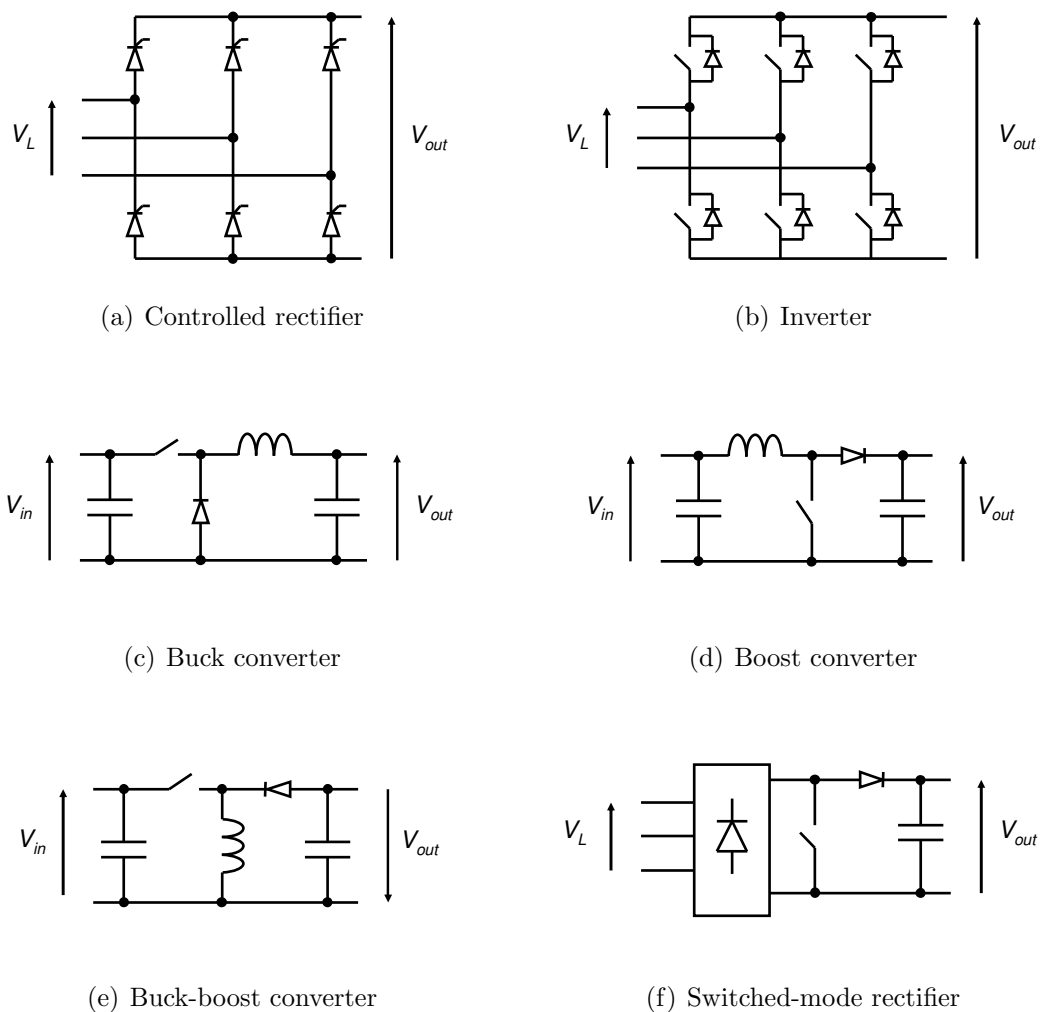 V_L
V_out
(a) Controlled rectifier
V_L
V_out
(b) Inverter
V_in
V_out
(c) Buck converter
V_in
V_out
(d) Boost converter
V_in
V_out
(e) Buck-boost converter
V_L
V_out
(f) Switched-mode rectifier